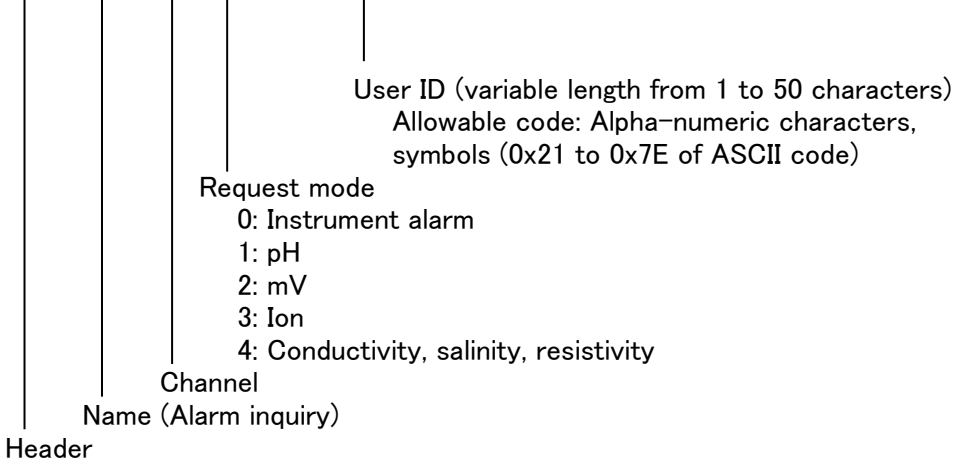 User ID (variable length from 1 to 50 characters)
Allowable code: Alpha-numeric characters,
symbols (0x21 to 0x7E of ASCII code)
Request mode
0: Instrument alarm
1: pH
2: mV
3: Ion
4: Conductivity, salinity, resistivity
Channel
Name (Alarm inquiry)
Header